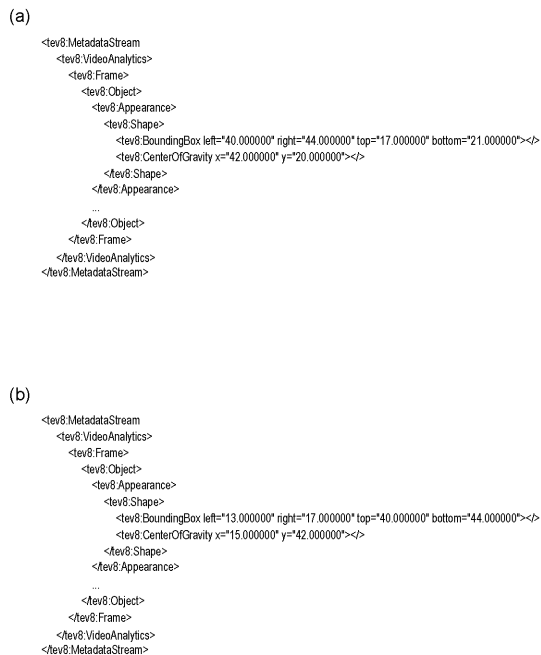 (a)
<tev8:MetadataStream
<tev8:VideoAnalytics>
<tev8:Frame>
<tev8:Object>
<tev8:Appearance>
<tev8:Shape>
<tev8:BoundingBox left="40.000000" right="44.000000" top="17.000000" bottom="21.000000"></>
<tev8:CenterOfGravity x="42.000000" y="20.000000"></>
</tev8:Shape>
</tev8:Appearance>
...
</tev8:Object>
</tev8:Frame>
</tev8:VideoAnalytics>
</tev8:MetadataStream>
(b)
<tev8:MetadataStream
<tev8:VideoAnalytics>
<tev8:Frame>
<tev8:Object>
<tev8:Appearance>
<tev8:Shape>
<tev8:BoundingBox left="13.000000" right="17.000000" top="40.000000" bottom="44.000000"></>
<tev8:CenterOfGravity x="15.000000" y="42.000000"></>
</tev8:Shape>
</tev8:Appearance>
...
</tev8:Object>
</tev8:Frame>
</tev8:VideoAnalytics>
</tev8:MetadataStream>